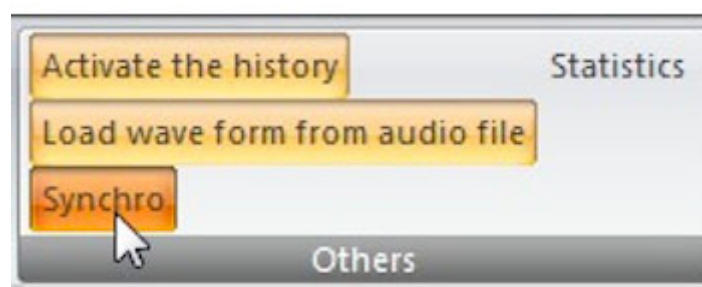 Activate the history Statistics
Load wave form from audio file
Synchro
Others